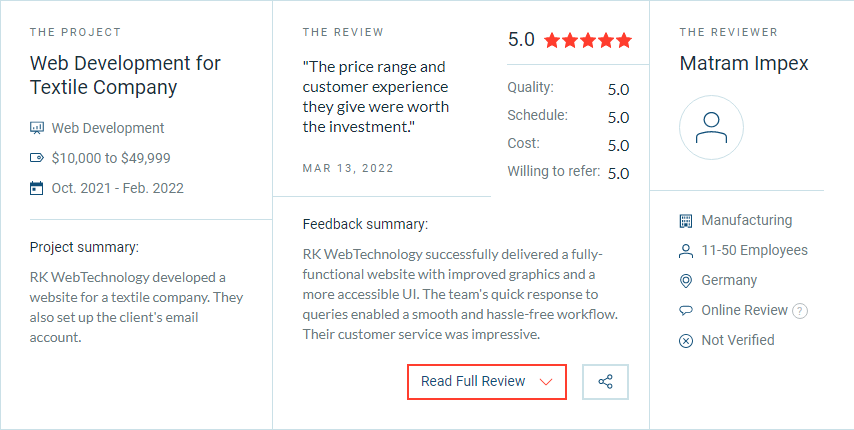 THE PROJECT
Web Development for
Textile Company
Web Development
$10,000 to $49,999
Oct. 2021 - Feb. 2022
Project summary:
RK WebTechnology developed a
website for a textile company. They
also set up the client's email
account.
THE REVIEW
"The price range and
customer experience
they give were worth
the investment."
MAR 13, 2022
5.0
Quality: 5.0
Schedule: 5.0
Cost: 5.0
Willing to refer: 5.0
Feedback summary:
RK WebTechnology successfully delivered a fully-
functional website with improved graphics and a
more accessible UI. The team's quick response to
queries enabled a smooth and hassle-free workflow.
Their customer service was impressive.
Read Full Review
THE REVIEWER
Matram Impex
Manufacturing
11-50 Employees
Germany
Online Review ?
Not Verified